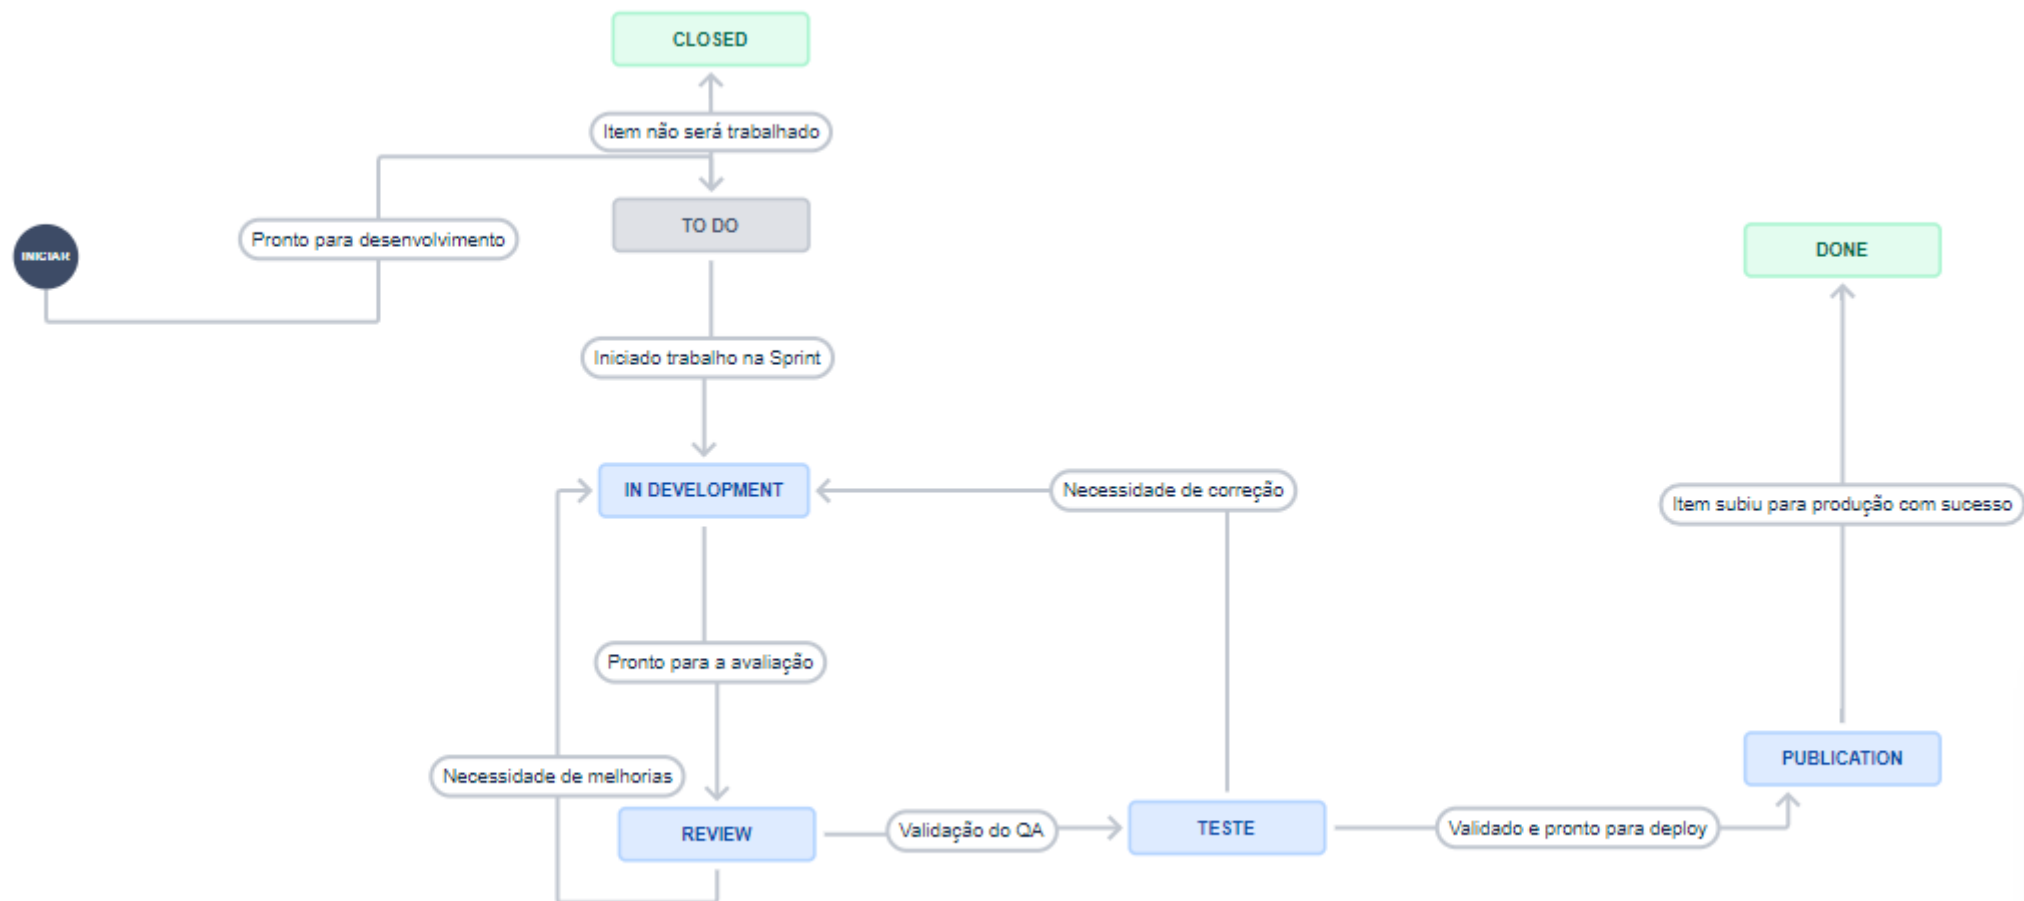 CLOSED
Item não será trabalhado
TO DO
Pronto para desenvolvimento
INICIAR
DONE
Iniciado trabalho na Sprint
IN DEVELOPMENT
Necessidade de correção
Item subiu para produção com sucesso
Pronto para a avaliação
PUBLICATION
Necessidade de melhorias
REVIEW
Validação do QA
TESTE
Validado e pronto para deploy